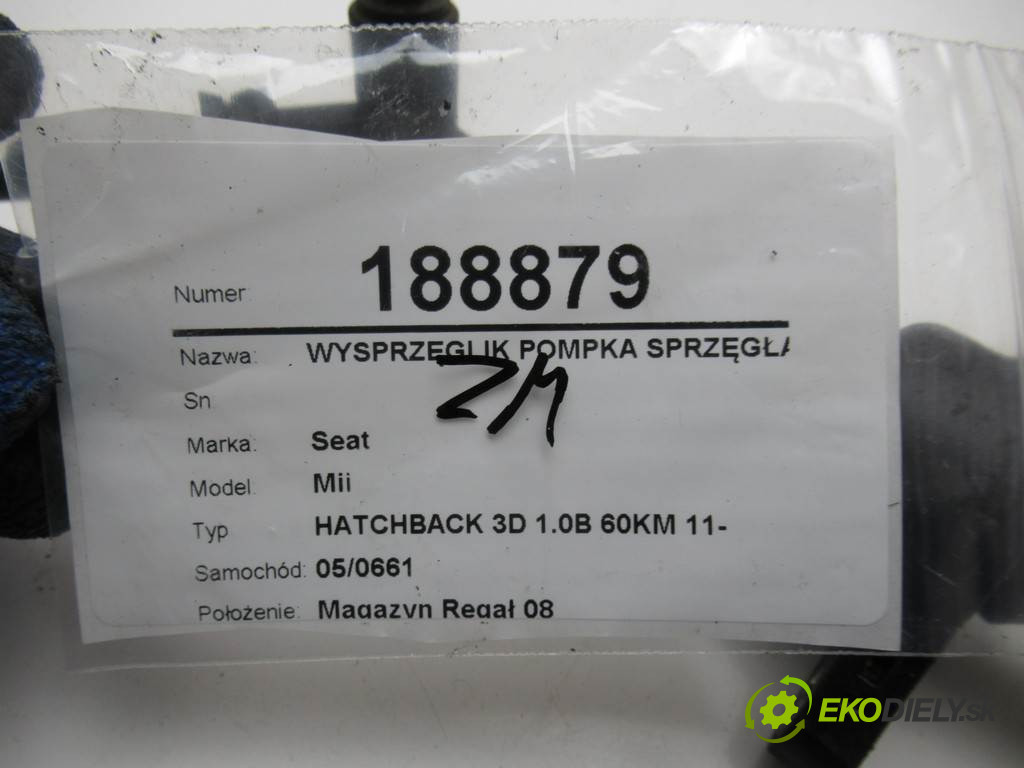 Numer: 188879
Nazwa: WYSPRZĘGLIK POMPKA SPRZĘGŁA
Sn
ZM
Marka: Seat
Model: Mii
Typ HATCHBACK 3D 1.0B 60KM 11-
Samochód: 05/0661
Położenie: Magazyn Regał 08
EKODIELY.sk